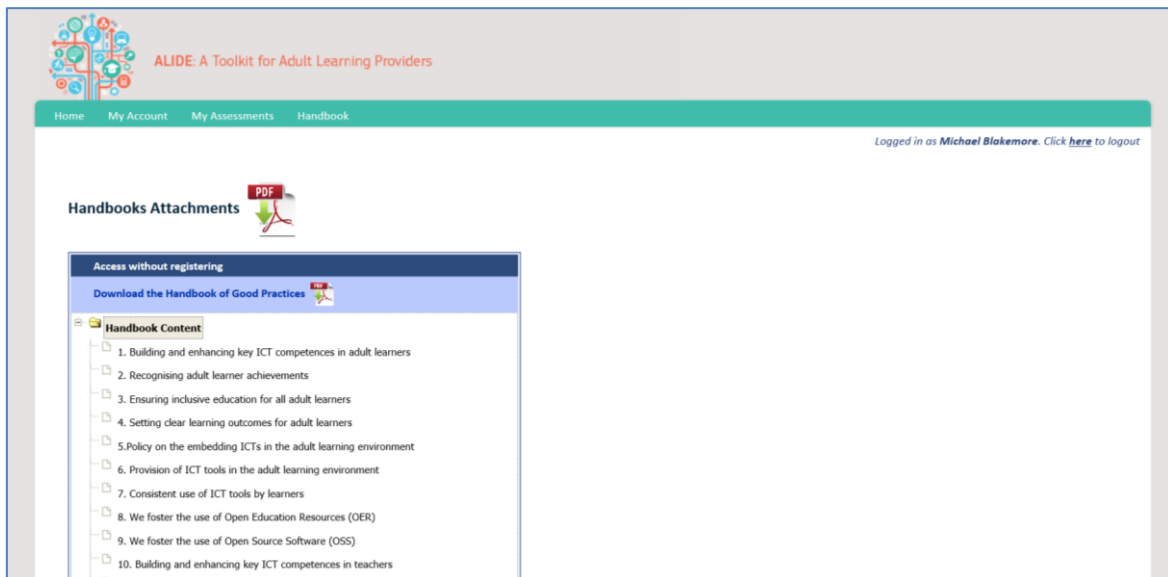 ALIDE: A Toolkit for Adult Learning Providers
Home My Account My Assessments Handbook
Logged in as Michael Blakemore. Click here to logout
Handbooks Attachments
PDF
Access without registering
Download the Handbook of Good Practices
PDF
Handbook Content
1. Building and enhancing key ICT competences in adult learners
2. Recognising adult learner achievements
3. Ensuring inclusive education for all adult learners
4. Setting clear learning outcomes for adult learners
5.Policy on the embedding ICTs in the adult learning environment
6. Provision of ICT tools in the adult learning environment
7. Consistent use of ICT tools by learners
8. We foster the use of Open Education Resources (OER)
9. We foster the use of Open Source Software (OSS)
10. Building and enhancing key ICT competences in teachers